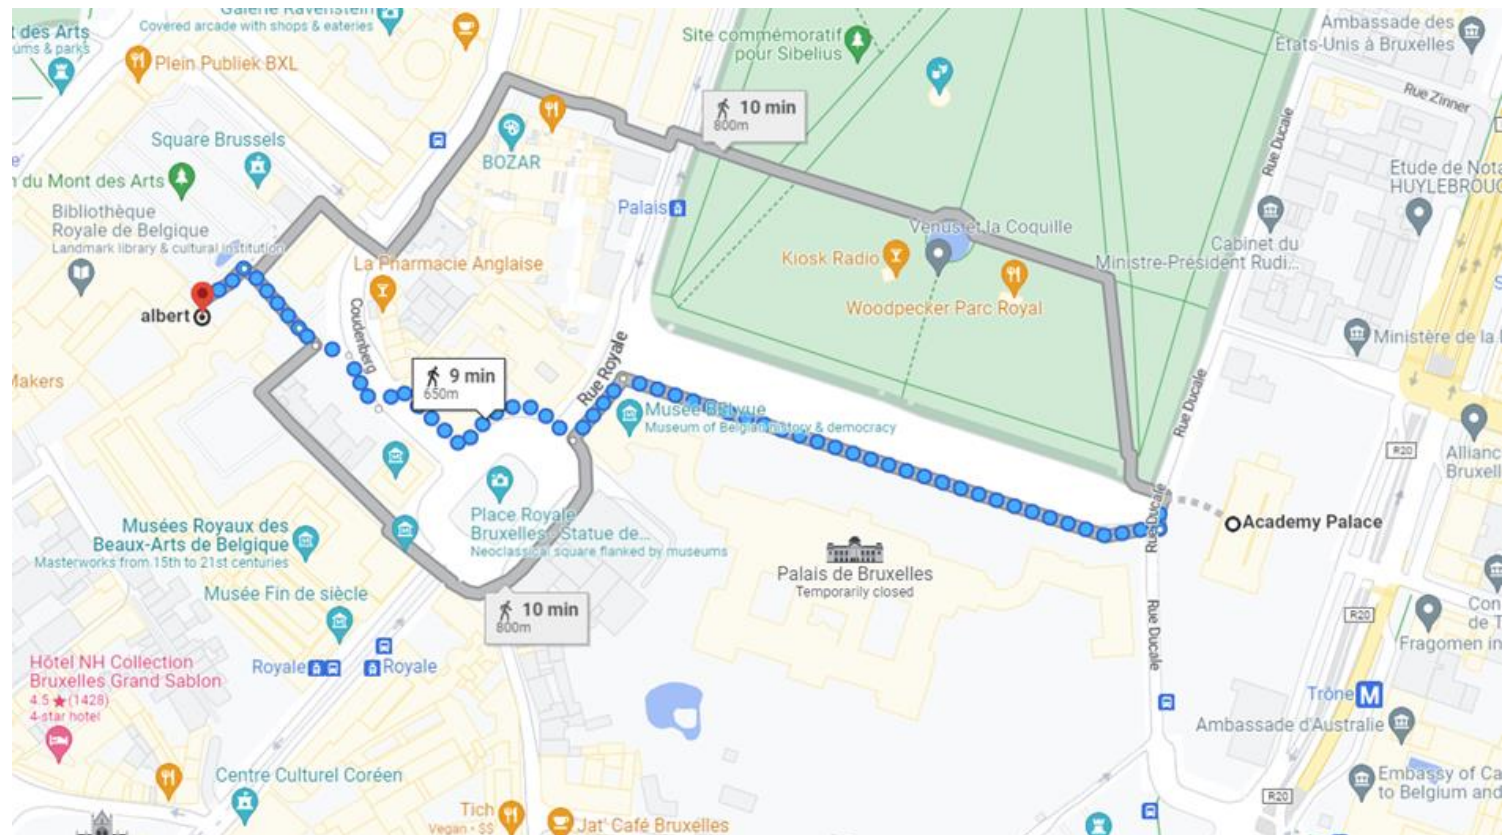 Galerie Ravenstein
Covered arcade with shops & eateries
t des Arts
ums & parks
Plein Publiek BXL
Site commémoratif
pour Sibelius
Ambassade des
États-Unis à Bruxelles
Rue Zinner
10 min
800m
Square Brussels
BOZAR
Rue Ducale
Etude de Nota
HUYLEBROUC
n du Mont des Arts
Bibliothèque
Royale de Belgique
Landmark library & cultural institution
Palais
Venus et la Coquille
Kiosk Radio
Woodpecker Parc Royal
Cabinet du
Ministre-Président Rudi...
La Pharmacie Anglaise
albert
Coudenberg
Ministère de la
Makers
9 min
650m
Rue Royale
Musée BELvue
Museum of Belgian history & democracy
Rue Ducale
R20
Allianc
Bruxell
Place Royale
Bruxelles - Statue de...
Neoclassical square flanked by museums
Musées Royaux des
Beaux-Arts de Belgique
Masterworks from 15th to 21st centuries
Rue Ducale
Academy Palace
Palais de Bruxelles
Temporarily closed
Musée Fin de siècle
10 min
800m
Rue Ducale
R20
Con
de T
Fragomen in
Royale
Royale
Hôtel NH Collection
Bruxelles Grand Sablon
4.5 ★ (1428)
4-star hotel
Trône M
Ambassade d'Australie
Centre Culturel Coréen
Embassy of Ca
to Belgium and
R20
Tich
Vegan • $$
Jat' Café Bruxelles